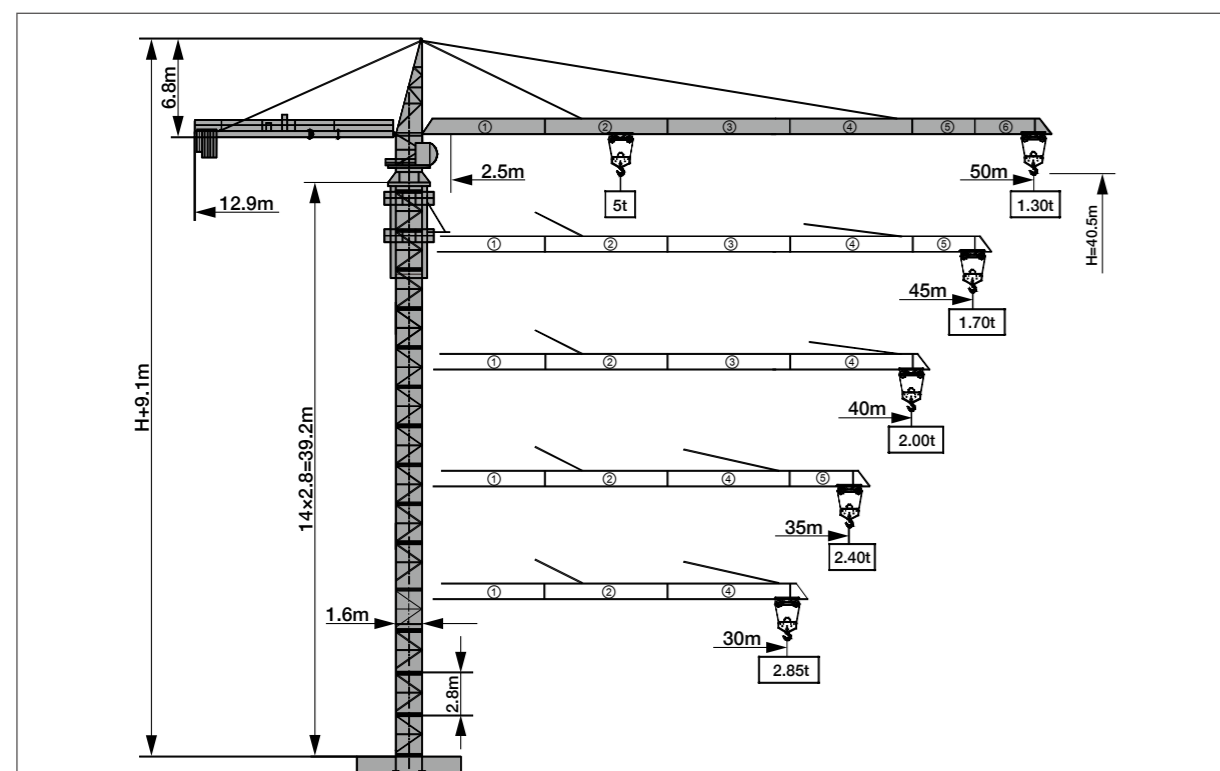 6.8m
① ② ③ ④ ⑤ ⑥
2.5m
50m
12.9m
5t
1.30t
H=40.5m
① ② ③ ④ ⑤
45m
1.70t
H+9.1m
14×2.8=39.2m
① ② ③ ④
40m
2.00t
① ② ④ ⑤
35m
2.40t
① ② ④
1.6m
30m
2.85t
2.8m